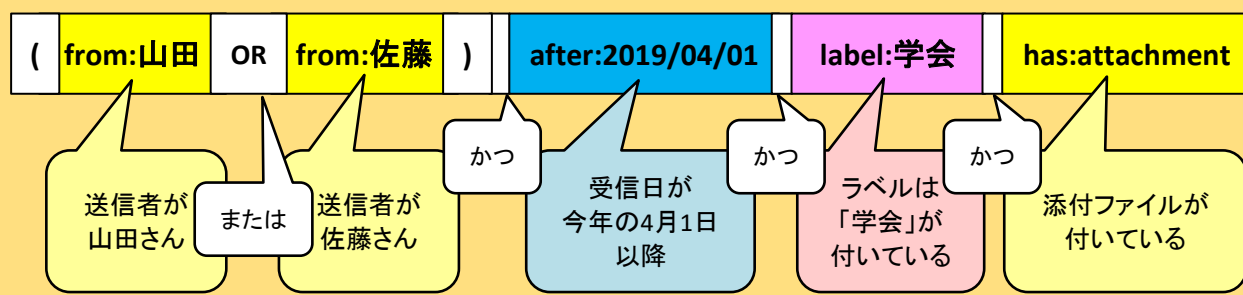 ( from:山田 OR from:佐藤 ) after:2019/04/01 label:学会 has:attachment
かつ
かつ
かつ
送信者が
山田さん
または
送信者が
佐藤さん
受信日が
今年の4月1日
以降
ラベルは
「学会」が
付いている
添付ファイルが
付いている